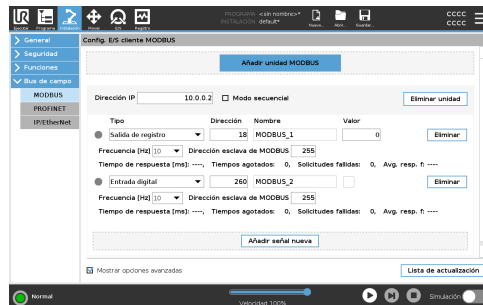 PROGRAMA <sin nombre>*
INSTALACIÓN default*
CCCC
CCCC
Ejecutar Programa Instalación Mover E/S Registro Nuevo... Abrir... Guardar...
General
Seguridad
Funciones
Bus de campo
MODBUS
PROFINET
IP/EtherNet
Config. E/S cliente MODBUS
Añadir unidad MODBUS
Dirección IP 10.0.0.2 Modo secuencial Eliminar unidad
Tipo Dirección Nombre Valor
Salida de registro 18 MODBUS_1 0 Eliminar
Frecuencia [Hz] 10 Dirección esclava de MODBUS 255
Tiempo de respuesta [ms]: ----, Tiempos agotados: 0, Solicitudes fallidas: 0, Avg. resp. f: ----
Entrada digital 260 MODBUS_2 Eliminar
Frecuencia [Hz] 10 Dirección esclava de MODBUS 255
Tiempo de respuesta [ms]: ----, Tiempos agotados: 0, Solicitudes fallidas: 0, Avg. resp. f: ----
Añadir señal nueva
Mostrar opciones avanzadas
Lista de actualización
Normal
Velocidad 100%
Simulación